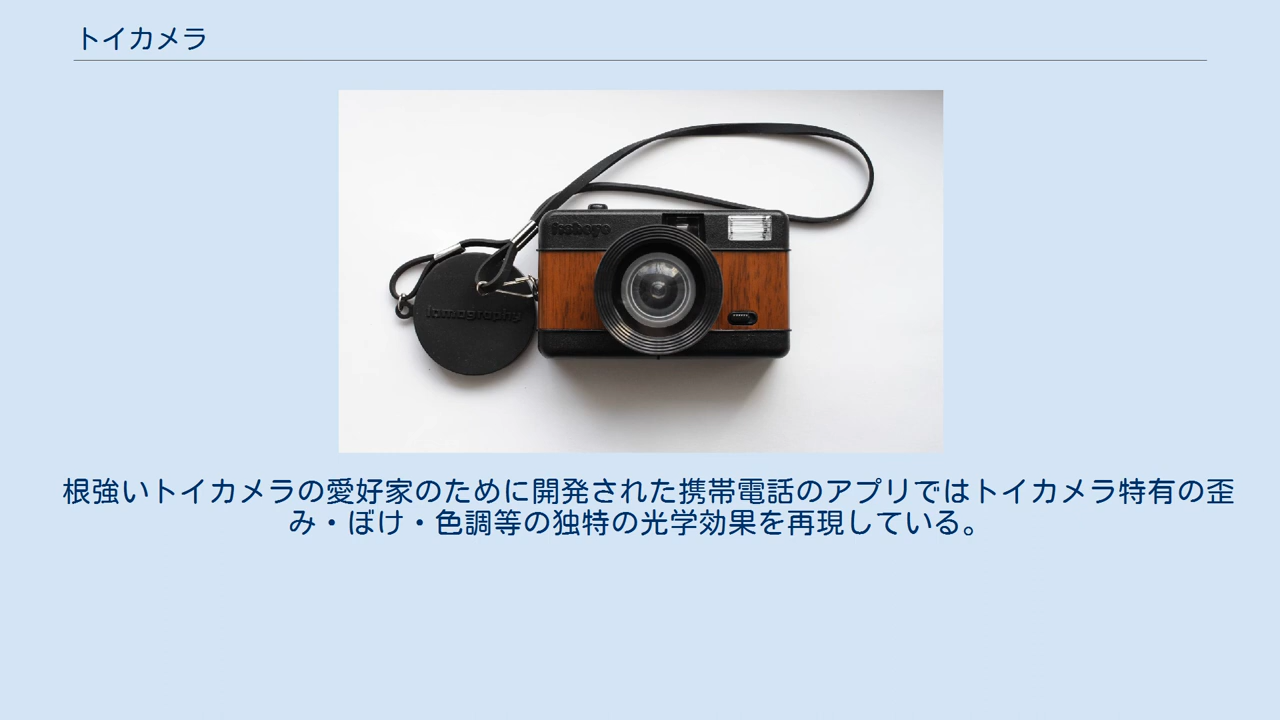 トイカメラ
fisheye
lomography
根強いトイカメラの愛好家のために開発された携帯電話のアプリではトイカメラ特有の歪
み・ぼけ・色調等の独特の光学効果を再現している。